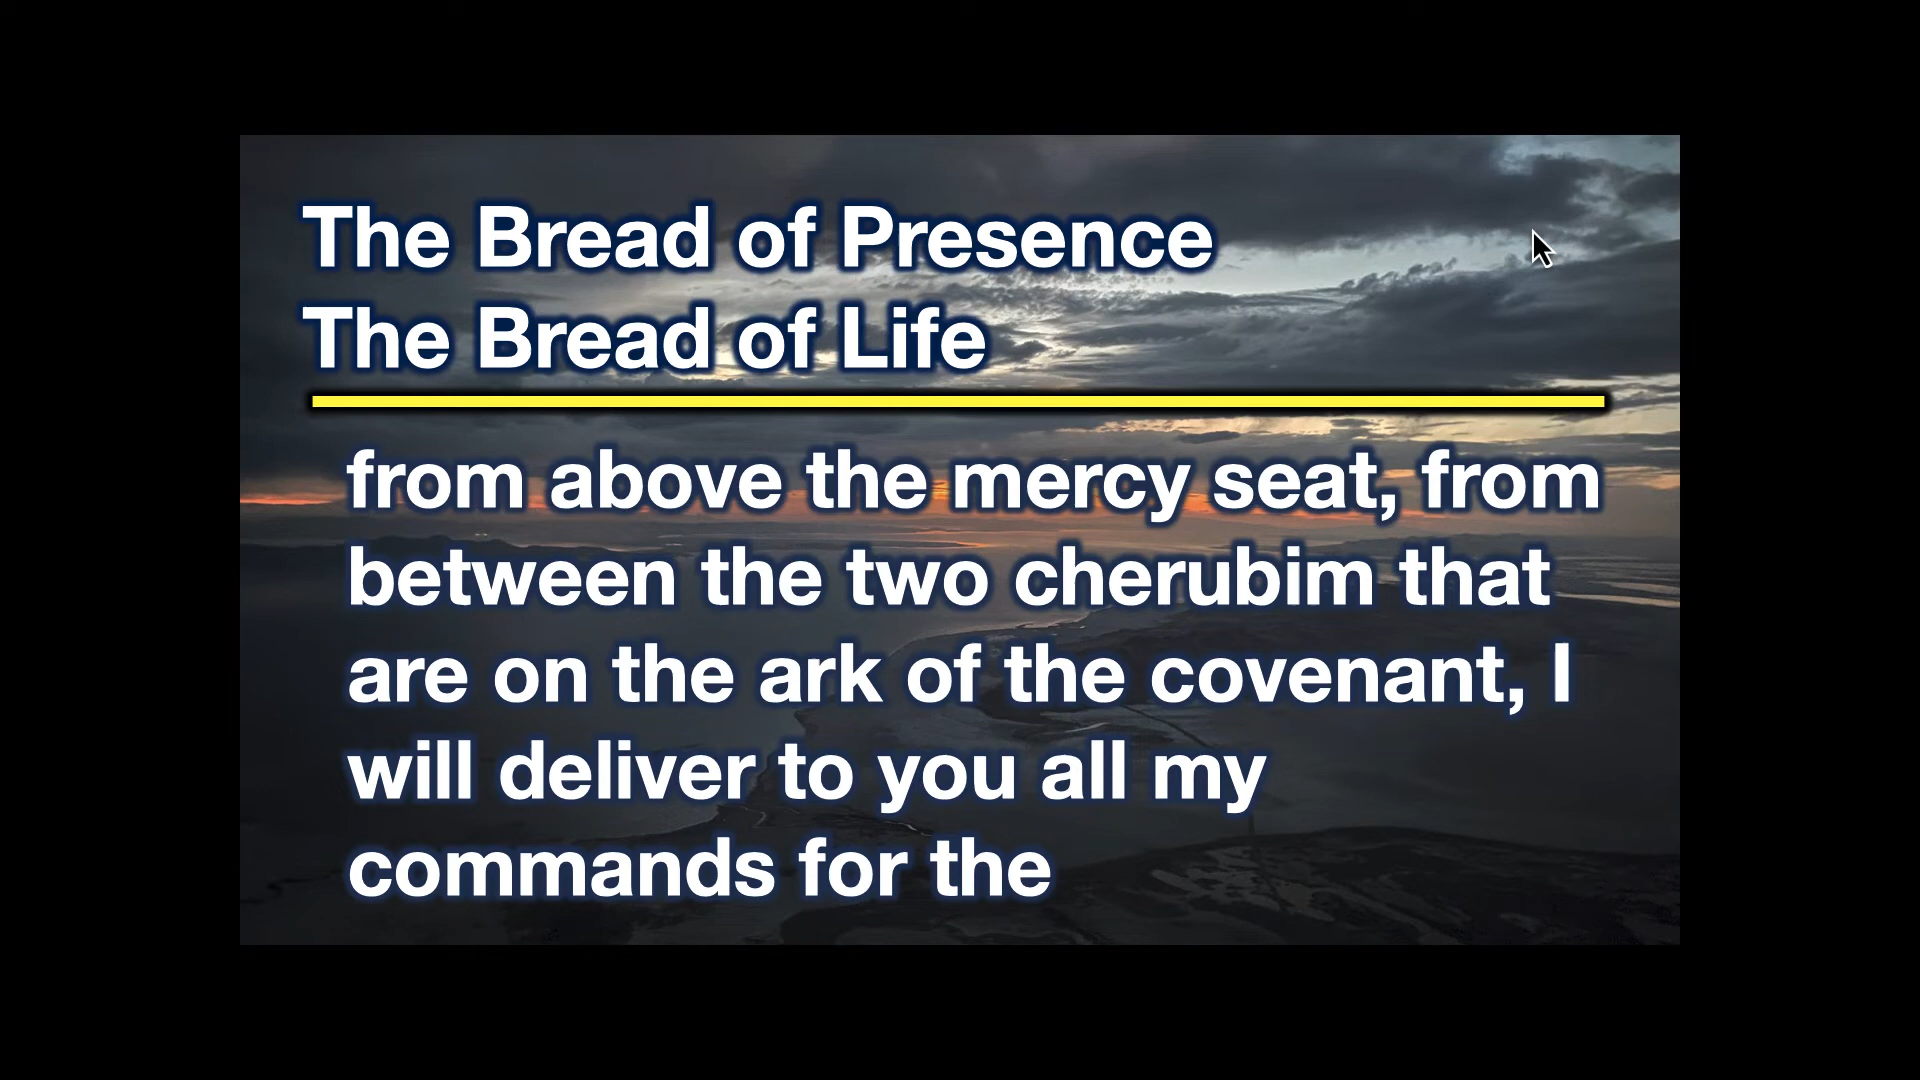 The Bread of Presence
The Bread of Life
from above the mercy seat, from
between the two cherubim that
are on the ark of the covenant, I
will deliver to you all my
commands for the